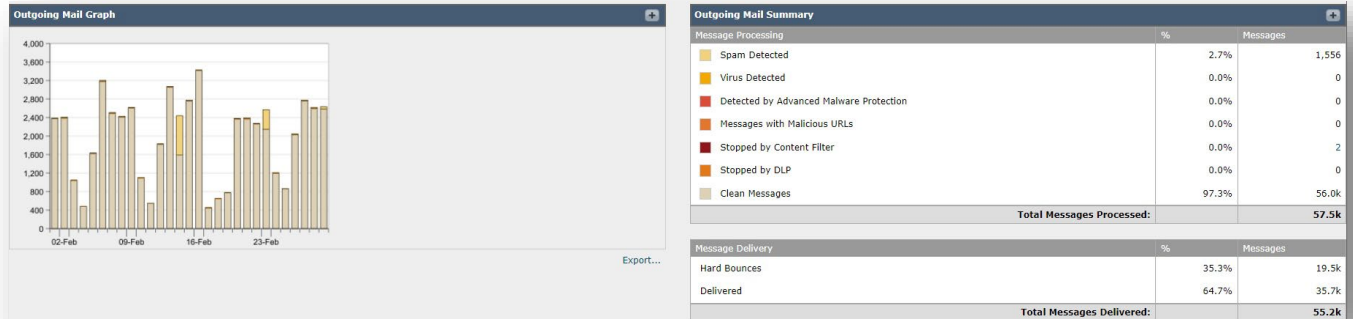 Outgoing Mail Graph
4,000
3,600
3,200
2,800
2,400
2,000
1,600
1,200
800
400
0
02-Feb 09-Feb 16-Feb 23-Feb
Export...
Outgoing Mail Summary
Message Processing % Messages
Spam Detected 2.7% 1,556
Virus Detected 0.0% 0
Detected by Advanced Malware Protection 0.0% 0
Messages with Malicious URLs 0.0% 0
Stopped by Content Filter 0.0% 2
Stopped by DLP 0.0% 0
Clean Messages 97.3% 56.0k
Total Messages Processed: 57.5k
Message Delivery % Messages
Hard Bounces 35.3% 19.5k
Delivered 64.7% 35.7k
Total Messages Delivered: 55.2k